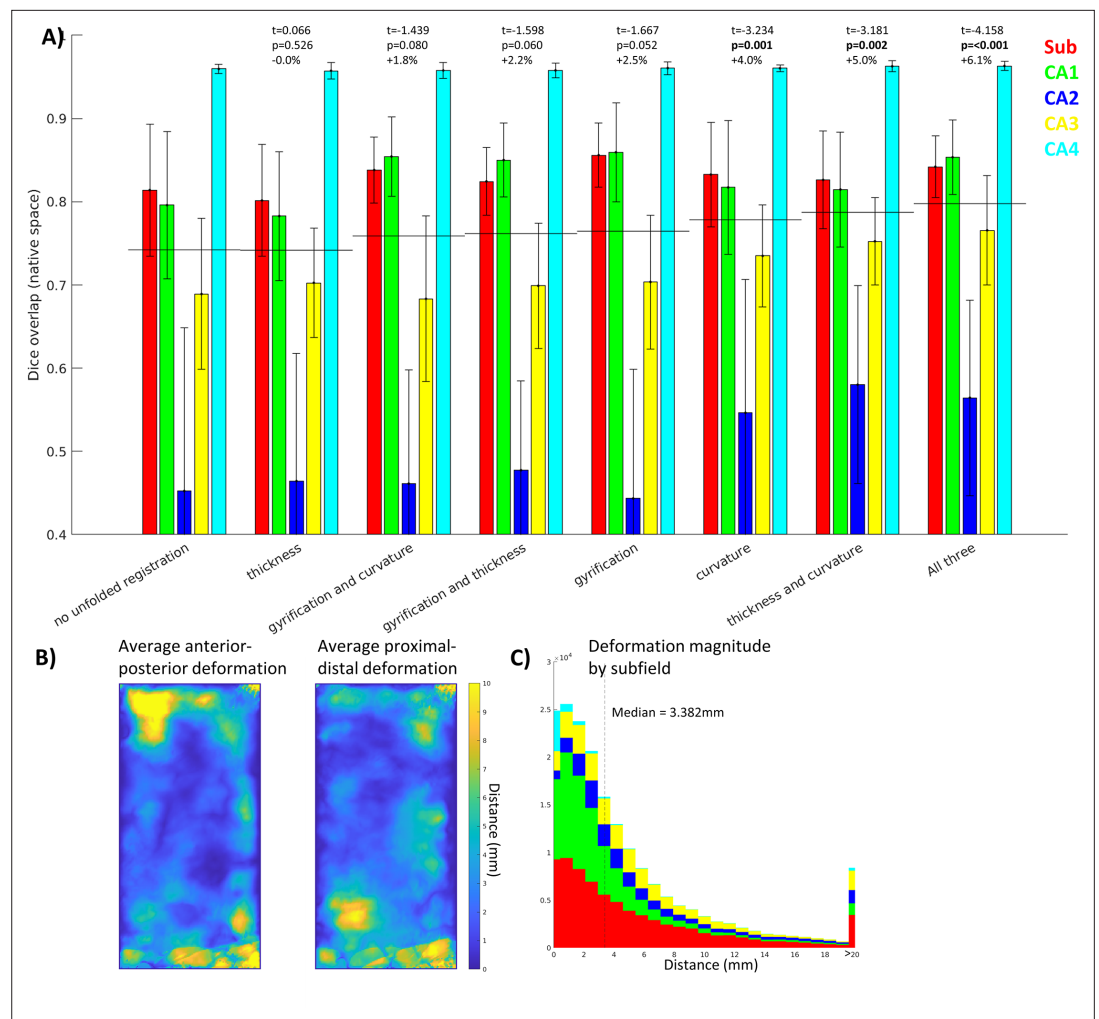 A)
t=0.066
p=0.526
-0.0%
t=-1.439
p=0.080
+1.8%
t=-1.598
p=0.060
+2.2%
t=-1.667
p=0.052
+2.5%
t=-3.234
p=0.001
+4.0%
t=-3.181
p=0.002
+5.0%
t=-4.158
p=<0.001
+6.1%
Sub
CA1
CA2
CA3
CA4
Dice overlap (native space)
0.9
0.8
0.7
0.6
0.5
0.4
no unfolded registration
thickness
gyrification and curvature
gyrification and thickness
gyrification
curvature
thickness and curvature
All three
B)
Average anterior-
posterior deformation
Average proximal-
distal deformation
10
9
8
7
6
5
4
3
2
1
0
Distance (mm)
C)
Deformation magnitude
by subfield
×10⁴
Median = 3.382mm
3
2.5
2
1.5
1
0.5
0
0 2 4 6 8 10 12 14 16 18 >20
Distance (mm)